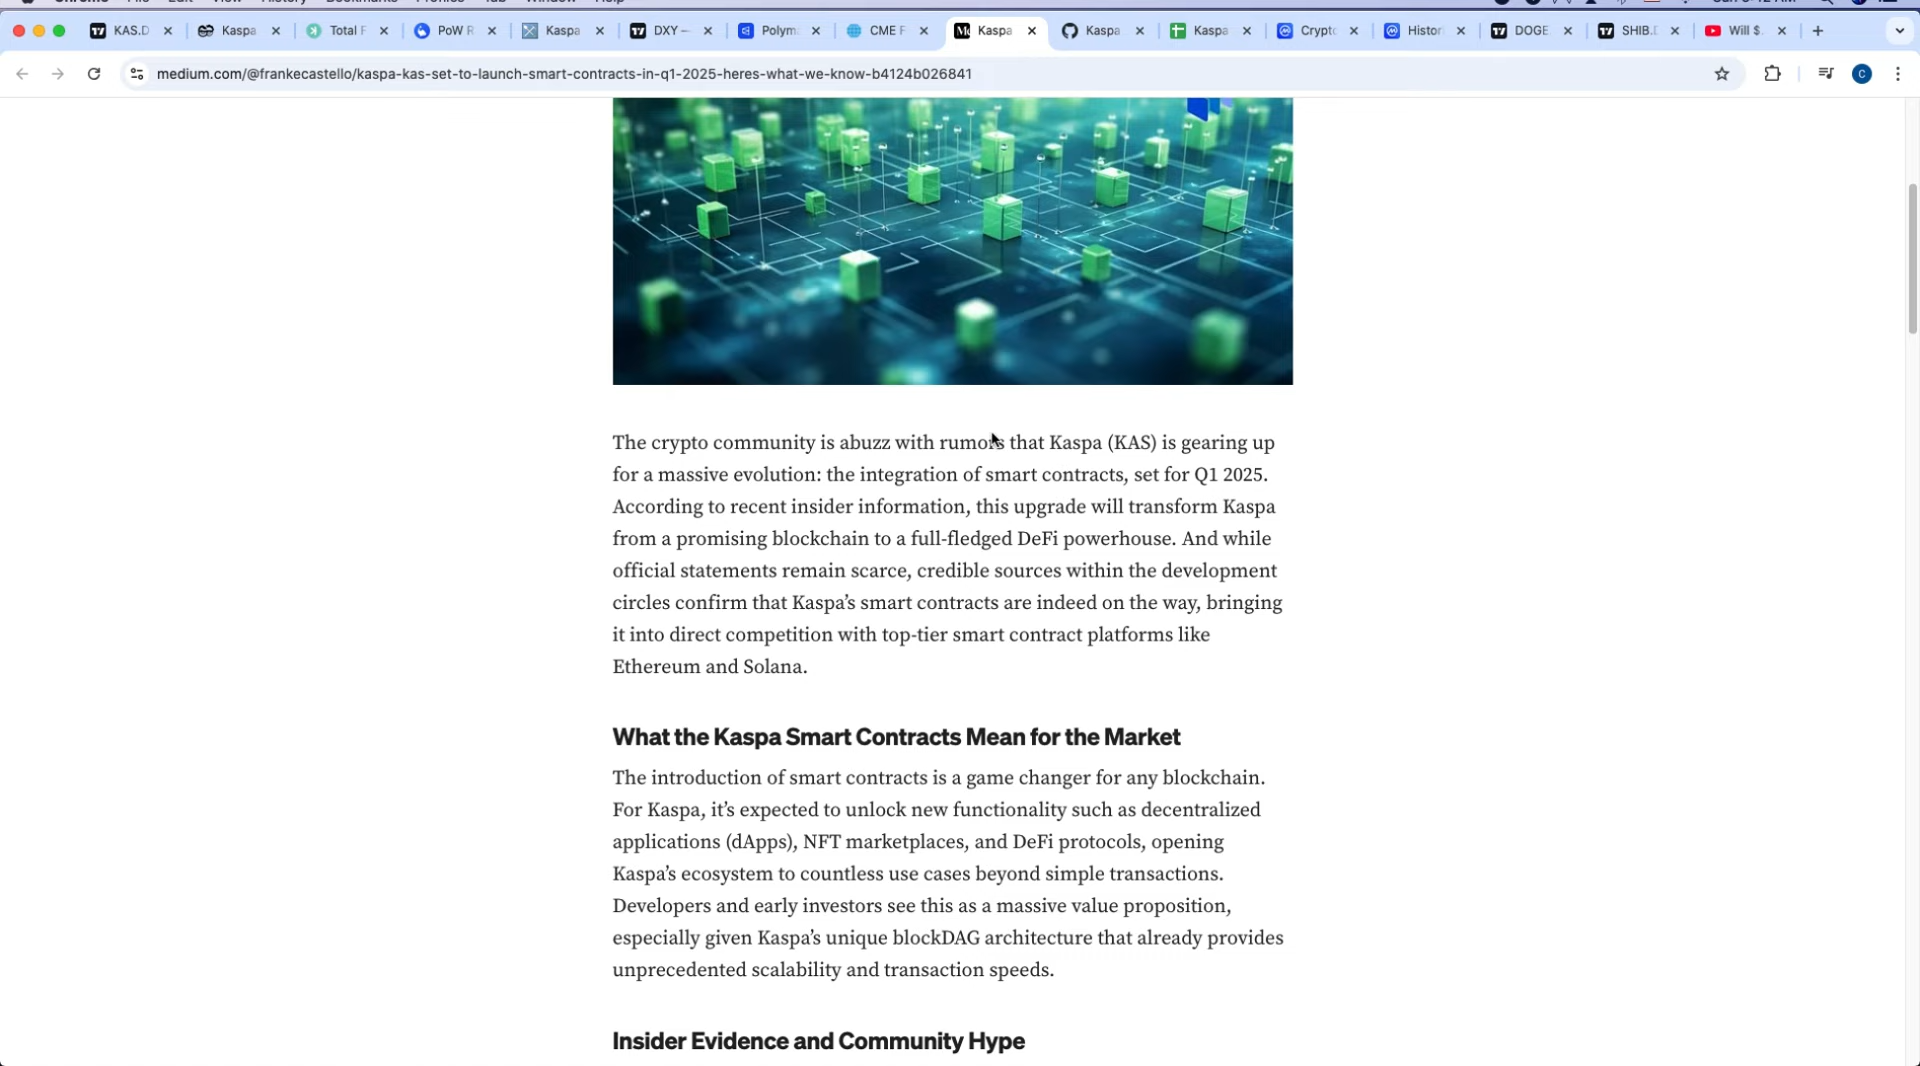 KAS.D
Kaspa
Total F
PoW R
Kaspa
DXY —
Polym
CME F
Kaspa
Kaspa
Kaspa
Crypt
Histor
DOGE
SHIB.
Will $
medium.com/@frankecastello/kaspa-kas-set-to-launch-smart-contracts-in-q1-2025-heres-what-we-know-b4124b026841
C
The crypto community is abuzz with rumors that Kaspa (KAS) is gearing up
for a massive evolution: the integration of smart contracts, set for Q1 2025.
According to recent insider information, this upgrade will transform Kaspa
from a promising blockchain to a full-fledged DeFi powerhouse. And while
official statements remain scarce, credible sources within the development
circles confirm that Kaspa’s smart contracts are indeed on the way, bringing
it into direct competition with top-tier smart contract platforms like
Ethereum and Solana.
What the Kaspa Smart Contracts Mean for the Market
The introduction of smart contracts is a game changer for any blockchain.
For Kaspa, it’s expected to unlock new functionality such as decentralized
applications (dApps), NFT marketplaces, and DeFi protocols, opening
Kaspa’s ecosystem to countless use cases beyond simple transactions.
Developers and early investors see this as a massive value proposition,
especially given Kaspa’s unique blockDAG architecture that already provides
unprecedented scalability and transaction speeds.
Insider Evidence and Community Hype